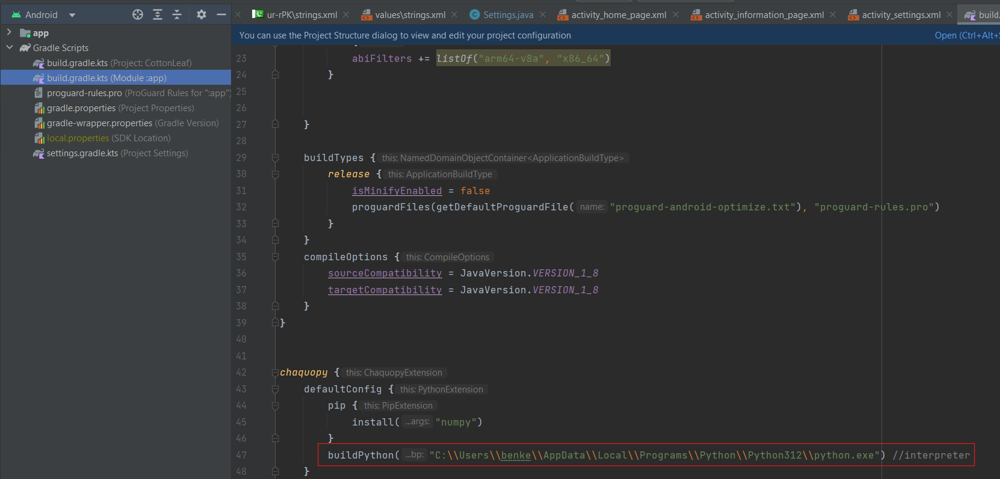 Android
ur-rPK\strings.xml
values\strings.xml
Settings.java
activity_home_page.xml
activity_information_page.xml
activity_settings.xml
build.
app
Gradle Scripts
build.gradle.kts (Project: CottonLeaf)
build.gradle.kts (Module :app)
proguard-rules.pro (ProGuard Rules for ":app")
gradle.properties (Project Properties)
gradle-wrapper.properties (Gradle Version)
local.properties (SDK Location)
settings.gradle.kts (Project Settings)
You can use the Project Structure dialog to view and edit your project configuration
Open (Ctrl+Alt+S
23 abiFilters += listOf("arm64-v8a", "x86_64")
24 }
25
26
27 }
28
29 buildTypes { this: NamedDomainObjectContainer<ApplicationBuildType>
30 release { this: ApplicationBuildType
31 isMinifyEnabled = false
32 proguardFiles(getDefaultProguardFile( name: "proguard-android-optimize.txt"), "proguard-rules.pro")
33 }
34 }
35 compileOptions { this: CompileOptions
36 sourceCompatibility = JavaVersion.VERSION_1_8
37 targetCompatibility = JavaVersion.VERSION_1_8
38 }
39 }
40
41
42 chaquopy { this: ChaquopyExtension
43 defaultConfig { this: PythonExtension
44 pip { this: PipExtension
45 install( ...args: "numpy")
46 }
47 buildPython( ...bp: "C:\\Users\\benke\\AppData\\Local\\Programs\\Python\\Python312\\python.exe") //interpreter
48 }